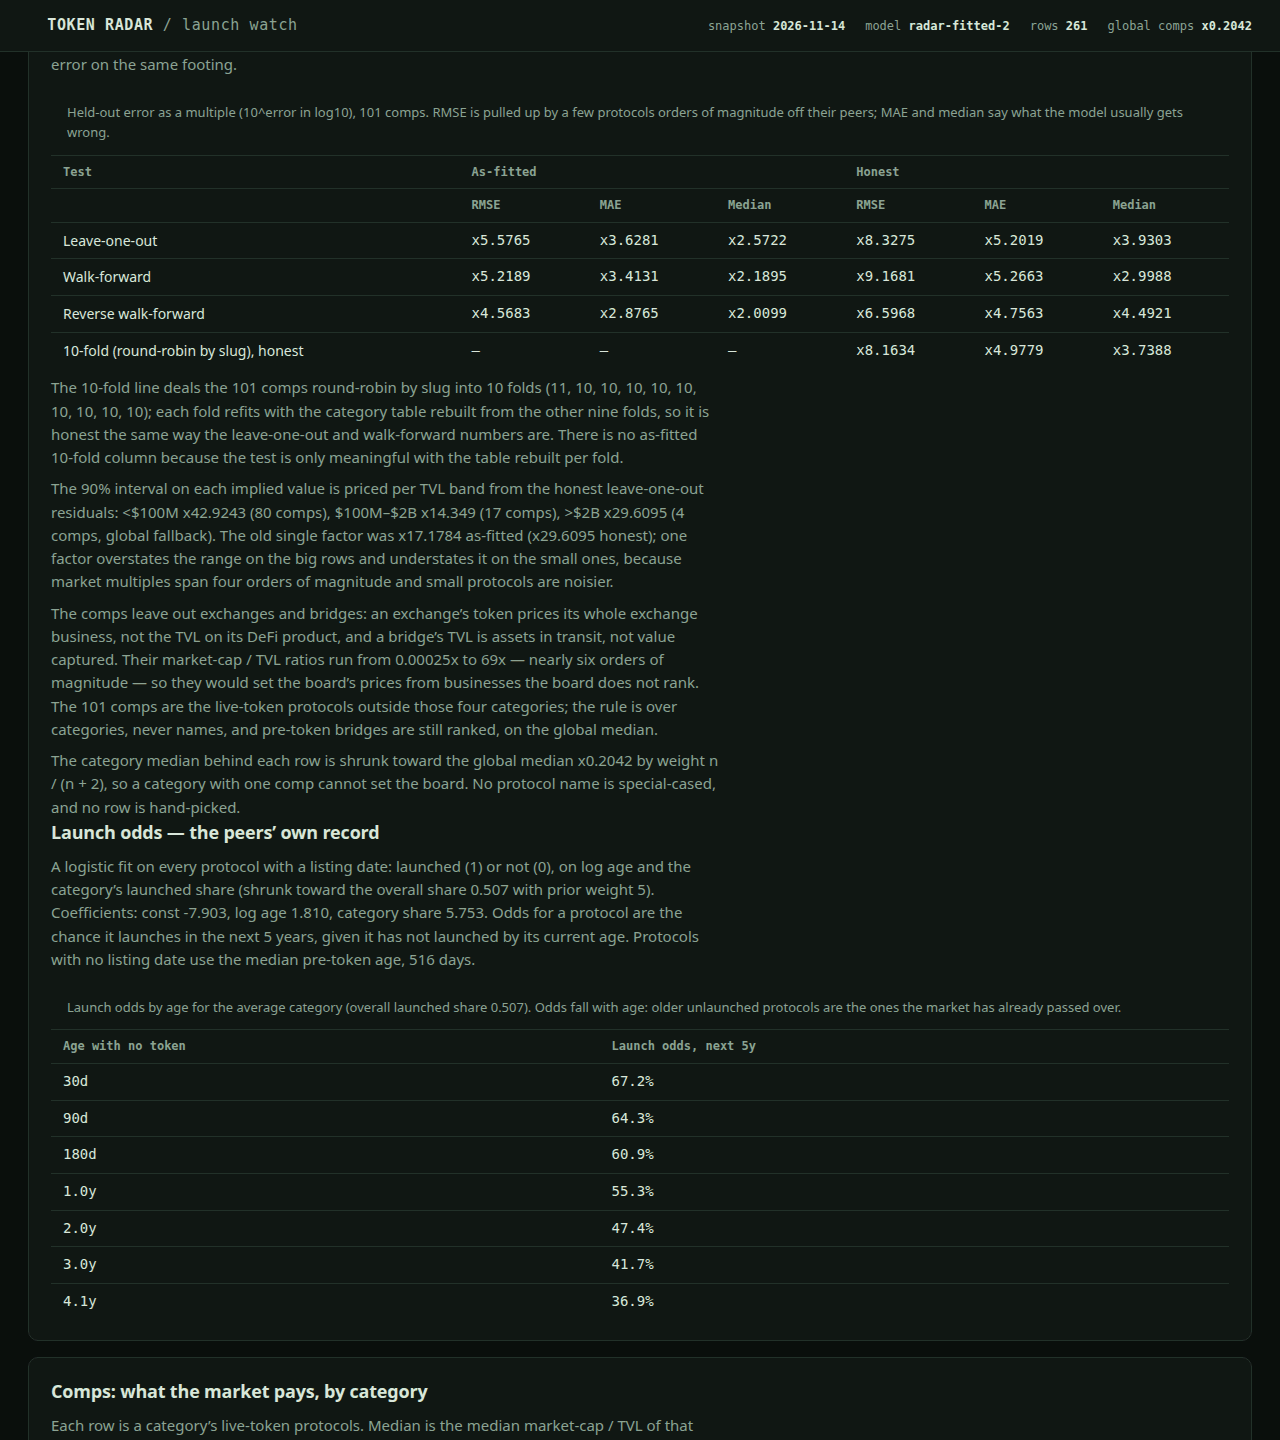 TOKEN RADAR / launch watch
snapshot 2026-11-14 model radar-fitted-2 rows 261 global comps x0.2042
error on the same footing.
Held-out error as a multiple (10^error in log10), 101 comps. RMSE is pulled up by a few protocols orders of magnitude off their peers; MAE and median say what the model usually gets
wrong.
Test As-fitted Honest
RMSE MAE Median RMSE MAE Median
Leave-one-out x5.5765 x3.6281 x2.5722 x8.3275 x5.2019 x3.9303
Walk-forward x5.2189 x3.4131 x2.1895 x9.1681 x5.2663 x2.9988
Reverse walk-forward x4.5683 x2.8765 x2.0099 x6.5968 x4.7563 x4.4921
10-fold (round-robin by slug), honest — — — x8.1634 x4.9779 x3.7388
The 10-fold line deals the 101 comps round-robin by slug into 10 folds (11, 10, 10, 10, 10, 10,
10, 10, 10, 10); each fold refits with the category table rebuilt from the other nine folds, so it is
honest the same way the leave-one-out and walk-forward numbers are. There is no as-fitted
10-fold column because the test is only meaningful with the table rebuilt per fold.
The 90% interval on each implied value is priced per TVL band from the honest leave-one-out
residuals: <$100M x42.9243 (80 comps), $100M–$2B x14.349 (17 comps), >$2B x29.6095 (4
comps, global fallback). The old single factor was x17.1784 as-fitted (x29.6095 honest); one
factor overstates the range on the big rows and understates it on the small ones, because
market multiples span four orders of magnitude and small protocols are noisier.
The comps leave out exchanges and bridges: an exchange’s token prices its whole exchange
business, not the TVL on its DeFi product, and a bridge’s TVL is assets in transit, not value
captured. Their market-cap / TVL ratios run from 0.00025x to 69x — nearly six orders of
magnitude — so they would set the board’s prices from businesses the board does not rank.
The 101 comps are the live-token protocols outside those four categories; the rule is over
categories, never names, and pre-token bridges are still ranked, on the global median.
The category median behind each row is shrunk toward the global median x0.2042 by weight n
/ (n + 2), so a category with one comp cannot set the board. No protocol name is special-cased,
and no row is hand-picked.
Launch odds — the peers’ own record
A logistic fit on every protocol with a listing date: launched (1) or not (0), on log age and the
category’s launched share (shrunk toward the overall share 0.507 with prior weight 5).
Coefficients: const -7.903, log age 1.810, category share 5.753. Odds for a protocol are the
chance it launches in the next 5 years, given it has not launched by its current age. Protocols
with no listing date use the median pre-token age, 516 days.
Launch odds by age for the average category (overall launched share 0.507). Odds fall with age: older unlaunched protocols are the ones the market has already passed over.
Age with no token Launch odds, next 5y
30d 67.2%
90d 64.3%
180d 60.9%
1.0y 55.3%
2.0y 47.4%
3.0y 41.7%
4.1y 36.9%
Comps: what the market pays, by category
Each row is a category’s live-token protocols. Median is the median market-cap / TVL of that